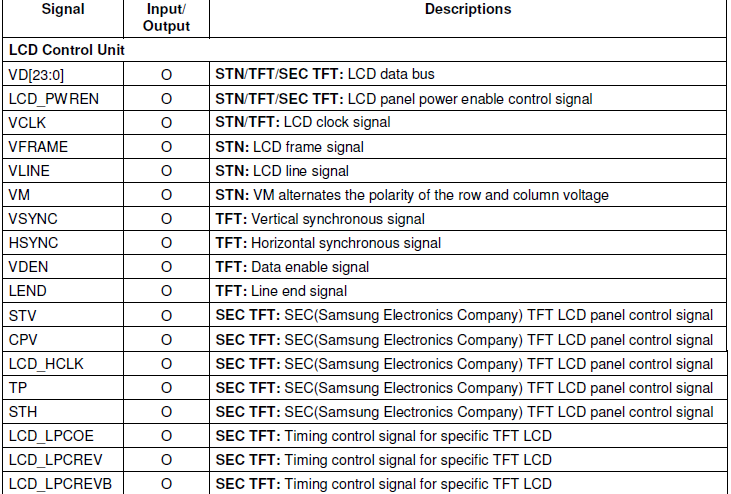 Signal Input/ Descriptions
Output
LCD Control Unit
VD[23:0] O STN/TFT/SEC TFT: LCD data bus
LCD_PWREN O STN/TFT/SEC TFT: LCD panel power enable control signal
VCLK O STN/TFT: LCD clock signal
VFRAME O STN: LCD frame signal
VLINE O STN: LCD line signal
VM O STN: VM alternates the polarity of the row and column voltage
VSYNC O TFT: Vertical synchronous signal
HSYNC O TFT: Horizontal synchronous signal
VDEN O TFT: Data enable signal
LEND O TFT: Line end signal
STV O SEC TFT: SEC(Samsung Electronics Company) TFT LCD panel control signal
CPV O SEC TFT: SEC(Samsung Electronics Company) TFT LCD panel control signal
LCD_HCLK O SEC TFT: SEC(Samsung Electronics Company) TFT LCD panel control signal
TP O SEC TFT: SEC(Samsung Electronics Company) TFT LCD panel control signal
STH O SEC TFT: SEC(Samsung Electronics Company) TFT LCD panel control signal
LCD_LPCOE O SEC TFT: Timing control signal for specific TFT LCD
LCD_LPCREV O SEC TFT: Timing control signal for specific TFT LCD
LCD_LPCREVB O SEC TFT: Timing control signal for specific TFT LCD